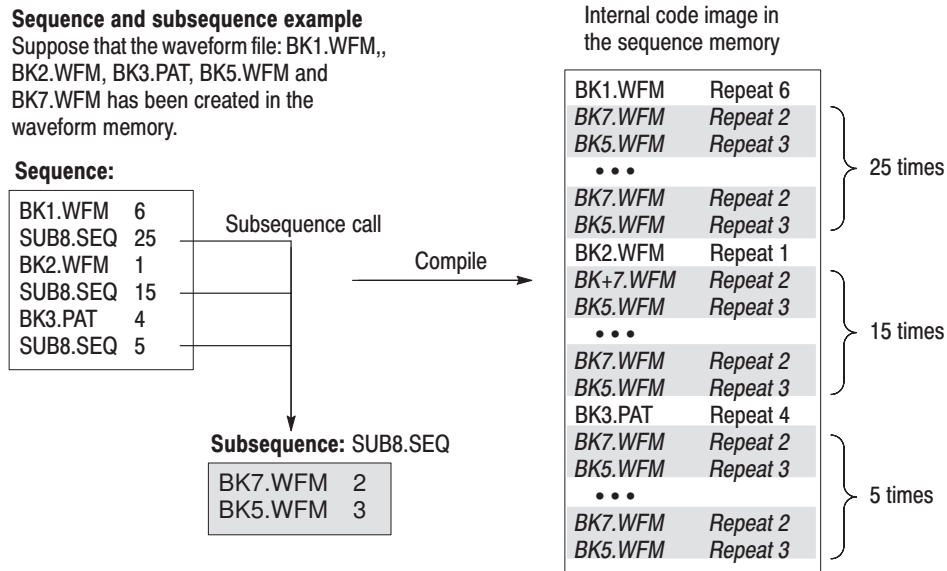 Sequence and subsequence example
Suppose that the waveform file: BK1.WFM,,
BK2.WFM, BK3.PAT, BK5.WFM and
BK7.WFM has been created in the
waveform memory.
Sequence:
BK1.WFM 6
SUB8.SEQ 25
BK2.WFM 1
SUB8.SEQ 15
BK3.PAT 4
SUB8.SEQ 5
Subsequence call
Compile
Subsequence: SUB8.SEQ
BK7.WFM 2
BK5.WFM 3
Internal code image in
the sequence memory
BK1.WFM Repeat 6
BK7.WFM Repeat 2
BK5.WFM Repeat 3
• • •
BK7.WFM Repeat 2
BK5.WFM Repeat 3
25 times
BK2.WFM Repeat 1
BK+7.WFM Repeat 2
BK5.WFM Repeat 3
• • •
BK7.WFM Repeat 2
BK5.WFM Repeat 3
15 times
BK3.PAT Repeat 4
BK7.WFM Repeat 2
BK5.WFM Repeat 3
• • •
BK7.WFM Repeat 2
BK5.WFM Repeat 3
5 times